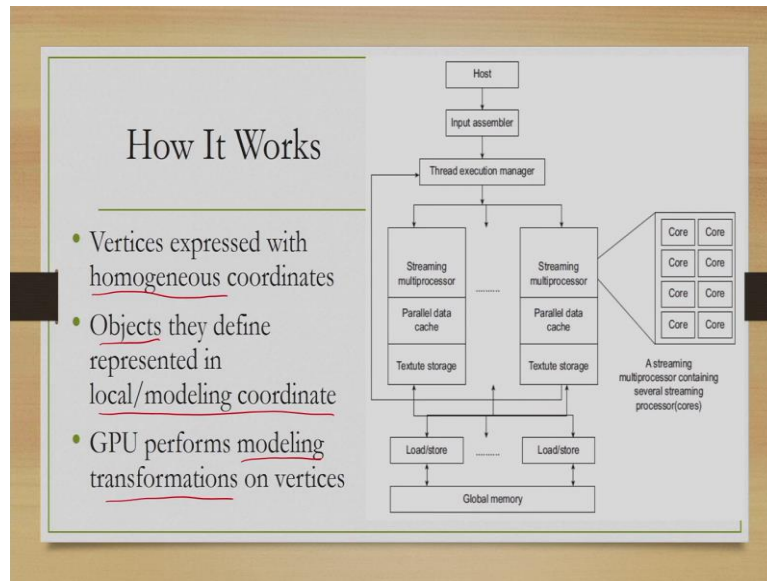 How It Works
• Vertices expressed with
homogeneous coordinates
• Objects they define
represented in
local/modeling coordinate
• GPU performs modeling
transformations on vertices
Host
Input assembler
Thread execution manager
Streaming
multiprocessor
Parallel data
cache
Textute storage
..........
Streaming
multiprocessor
Parallel data
cache
Textute storage
Core Core
Core Core
Core Core
Core Core
A streaming
multiprocessor containing
several streaming
processor(cores)
Load/store
..........
Load/store
Global memory